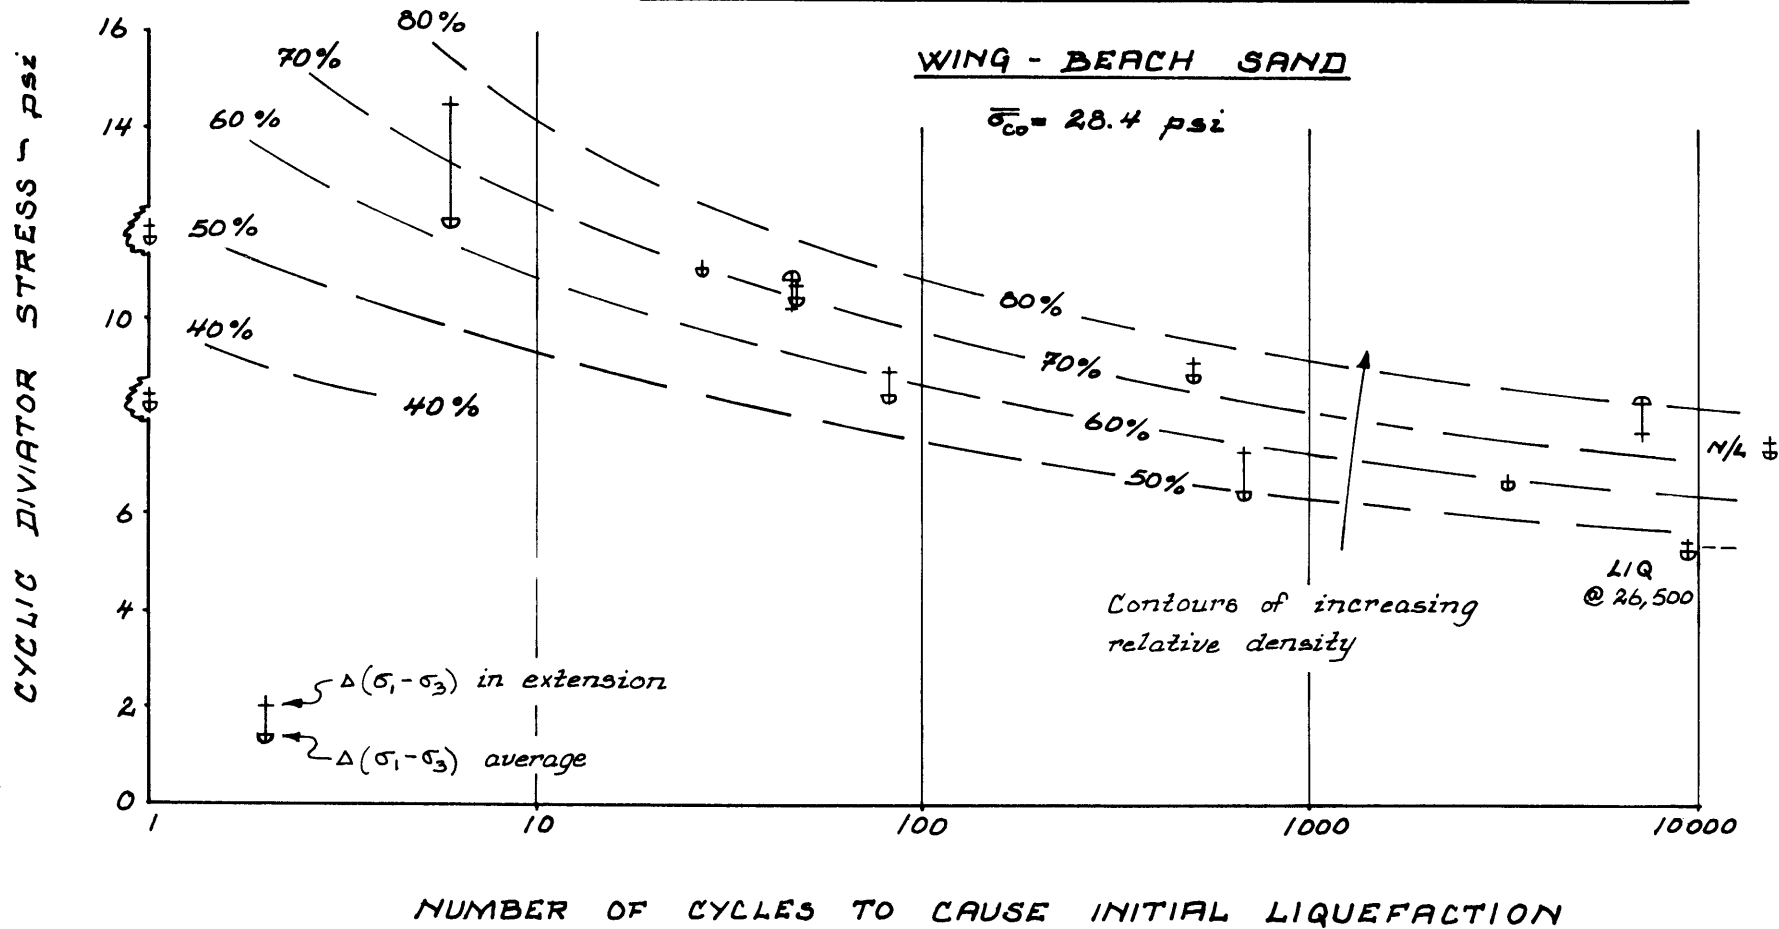 WING - BEACH SAND
σ̅co = 28.4 psi
CYCLIC DIVIATOR STRESS - psi
16
14
10
6
4
2
0
80%
70%
60%
50%
40%
40%
80%
70%
60%
50%
N/L
LIQ
@ 26,500
Contours of increasing
relative density
Δ(σ1-σ3) in extension
Δ(σ1-σ3) average
1
10
100
1000
10000
NUMBER OF CYCLES TO CAUSE INITIAL LIQUEFACTION